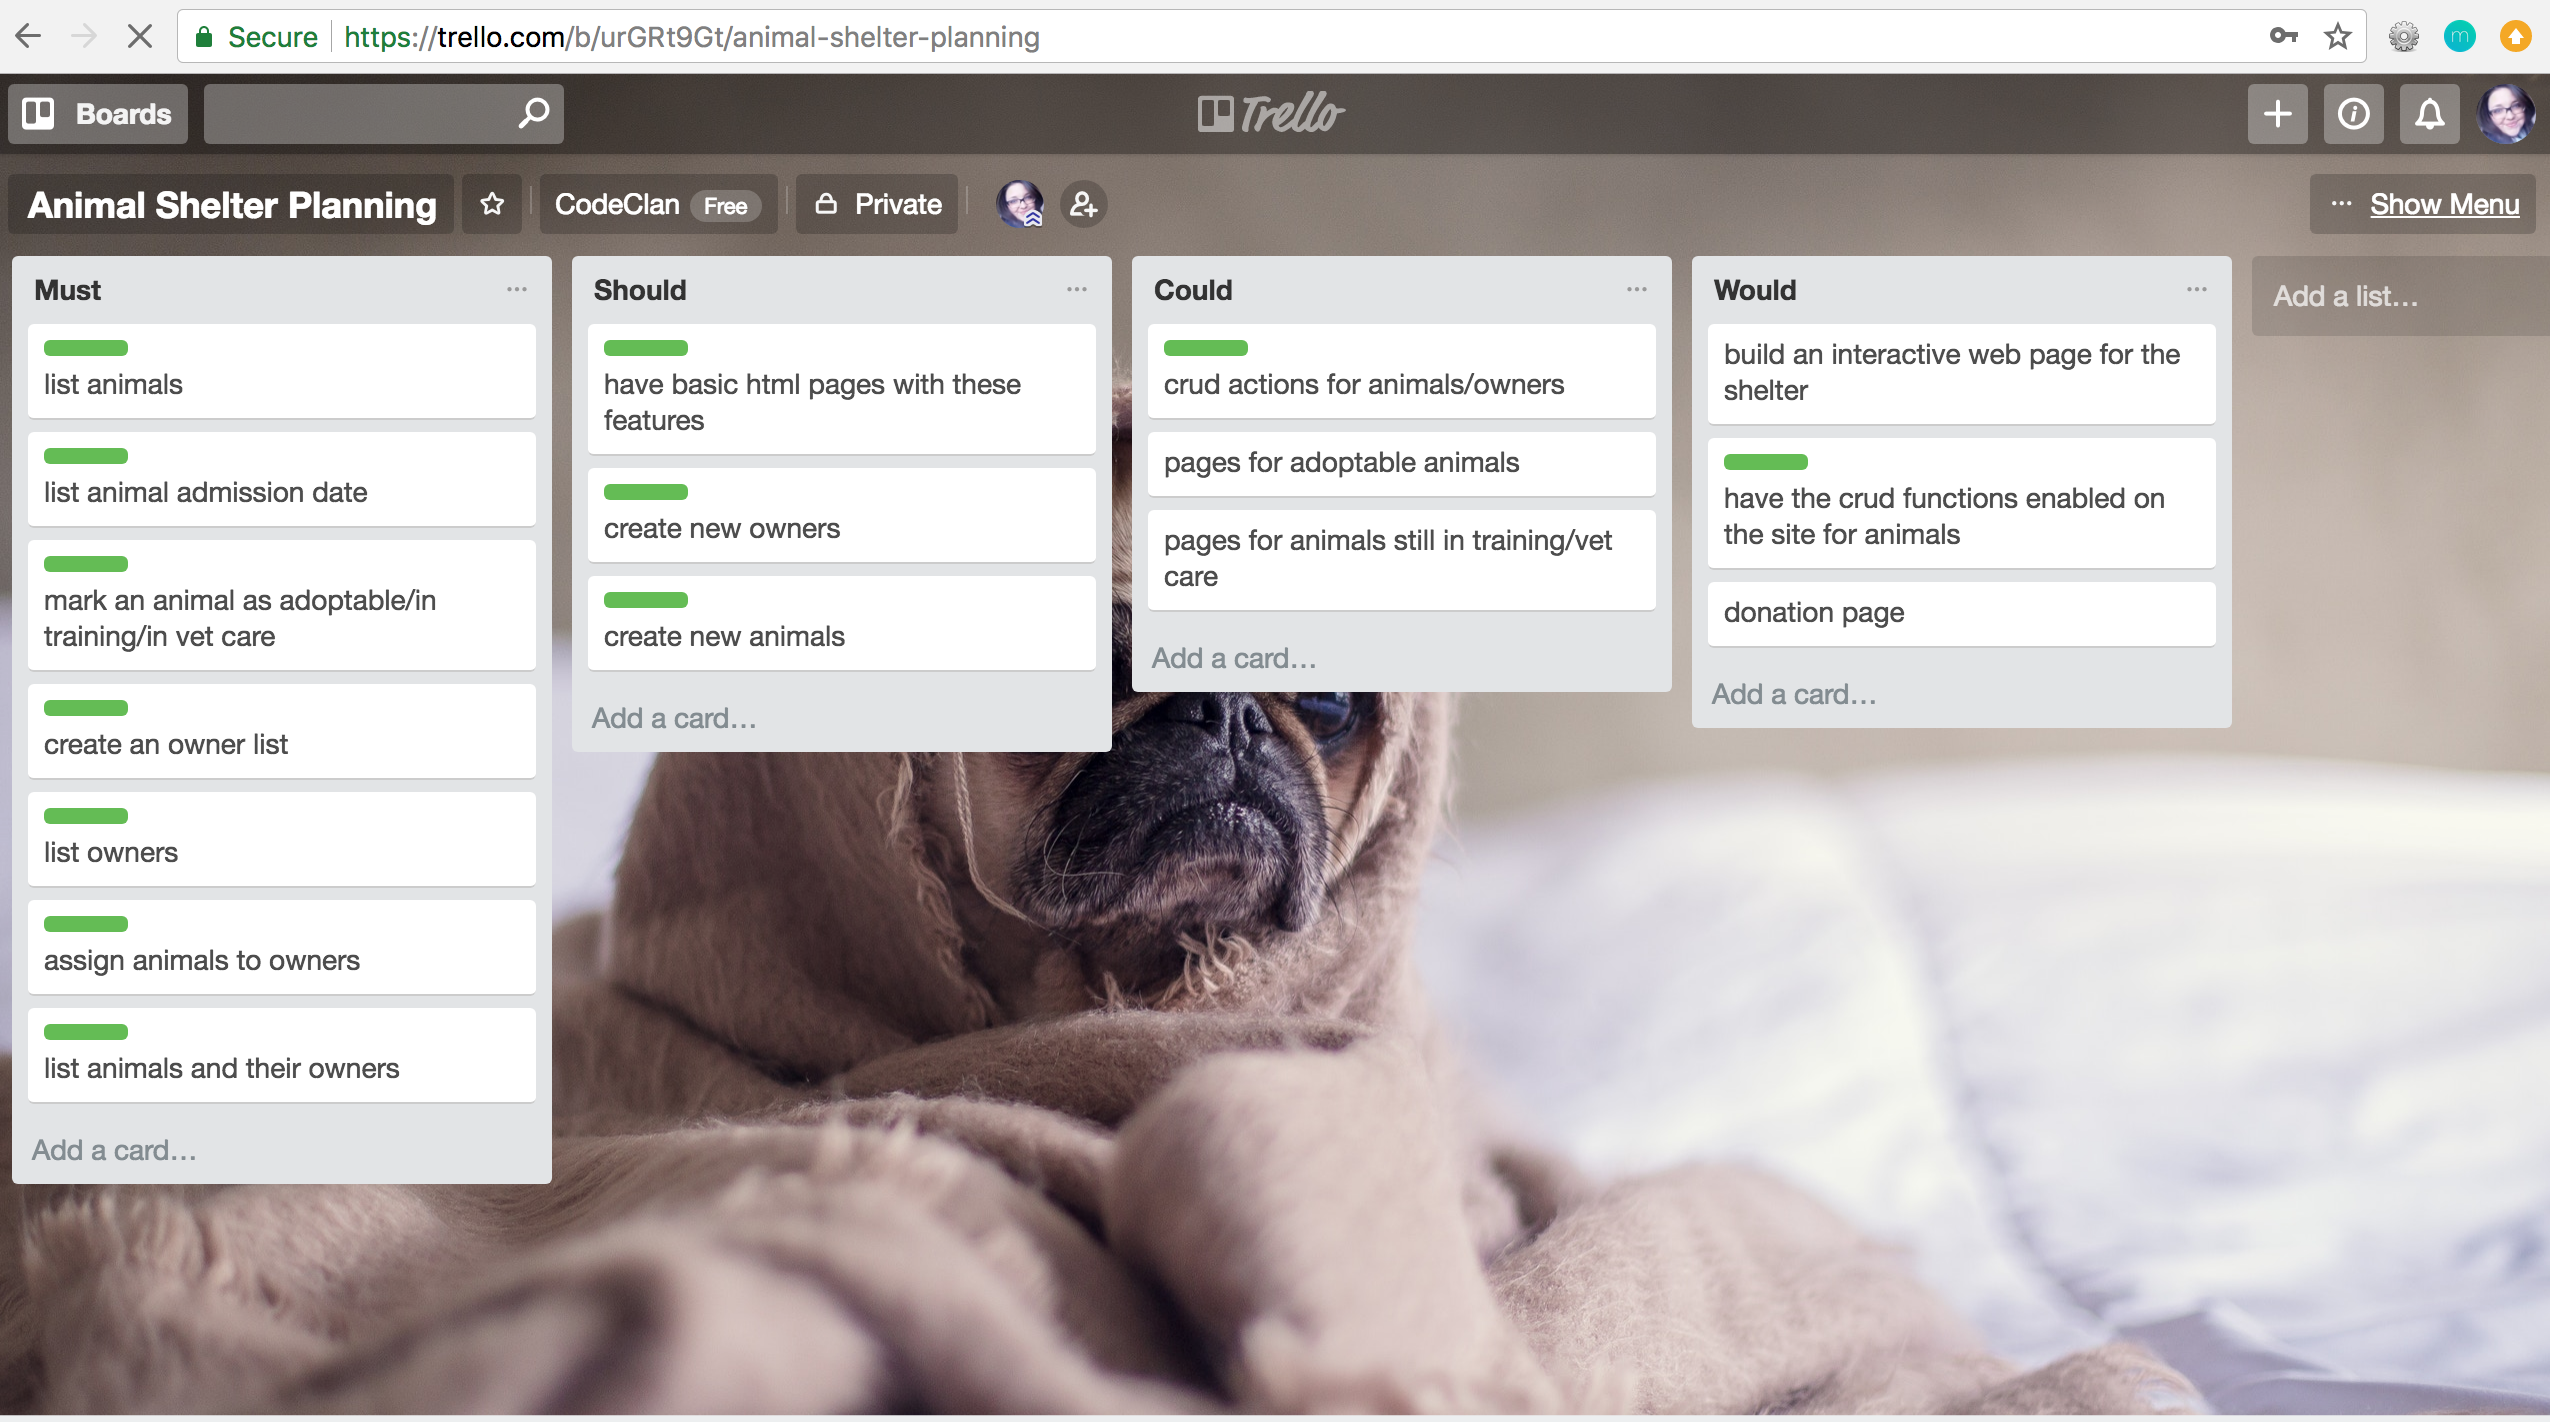 Secure https://trello.com/b/urGRt9Gt/animal-shelter-planning
m
Boards
Trello
Animal Shelter Planning
CodeClan Free
Private
Show Menu
Must
list animals
list animal admission date
mark an animal as adoptable/in
training/in vet care
create an owner list
list owners
assign animals to owners
list animals and their owners
Add a card…
Should
have basic html pages with these
features
create new owners
create new animals
Add a card…
Could
crud actions for animals/owners
pages for adoptable animals
pages for animals still in training/vet
care
Add a card…
Would
build an interactive web page for the
shelter
have the crud functions enabled on
the site for animals
donation page
Add a card…
Add a list…